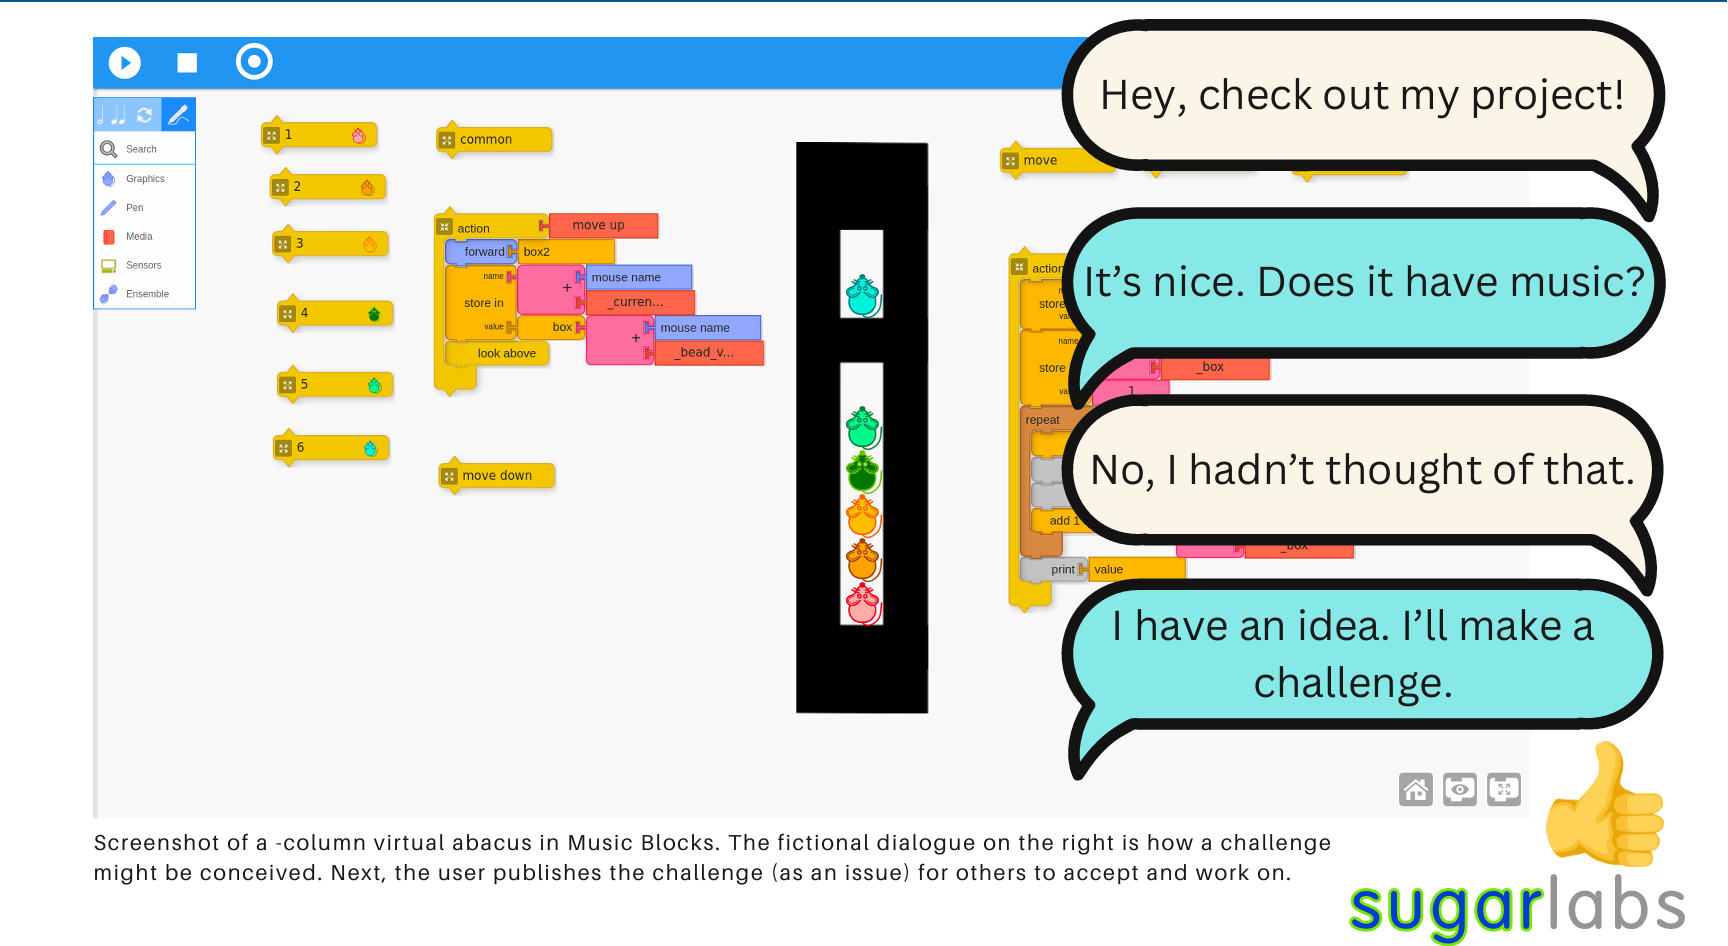 Hey, check out my project!
1
common
Search
move
Graphics
2
Pen
action
move up
Media
3
forward
box2
Sensors
name
mouse name
+
_curren...
Ensemble
store in
value
box
mouse name
+
_bead_v...
look above
4
5
6
move down
It's nice. Does it have music?
action
store
name
store
_box
1
repeat
No, I hadn't thought of that.
add 1
_box
print
value
I have an idea. I'll make a
challenge.
Screenshot of a -column virtual abacus in Music Blocks. The fictional dialogue on the right is how a challenge
might be conceived. Next, the user publishes the challenge (as an issue) for others to accept and work on.
sugarlabs